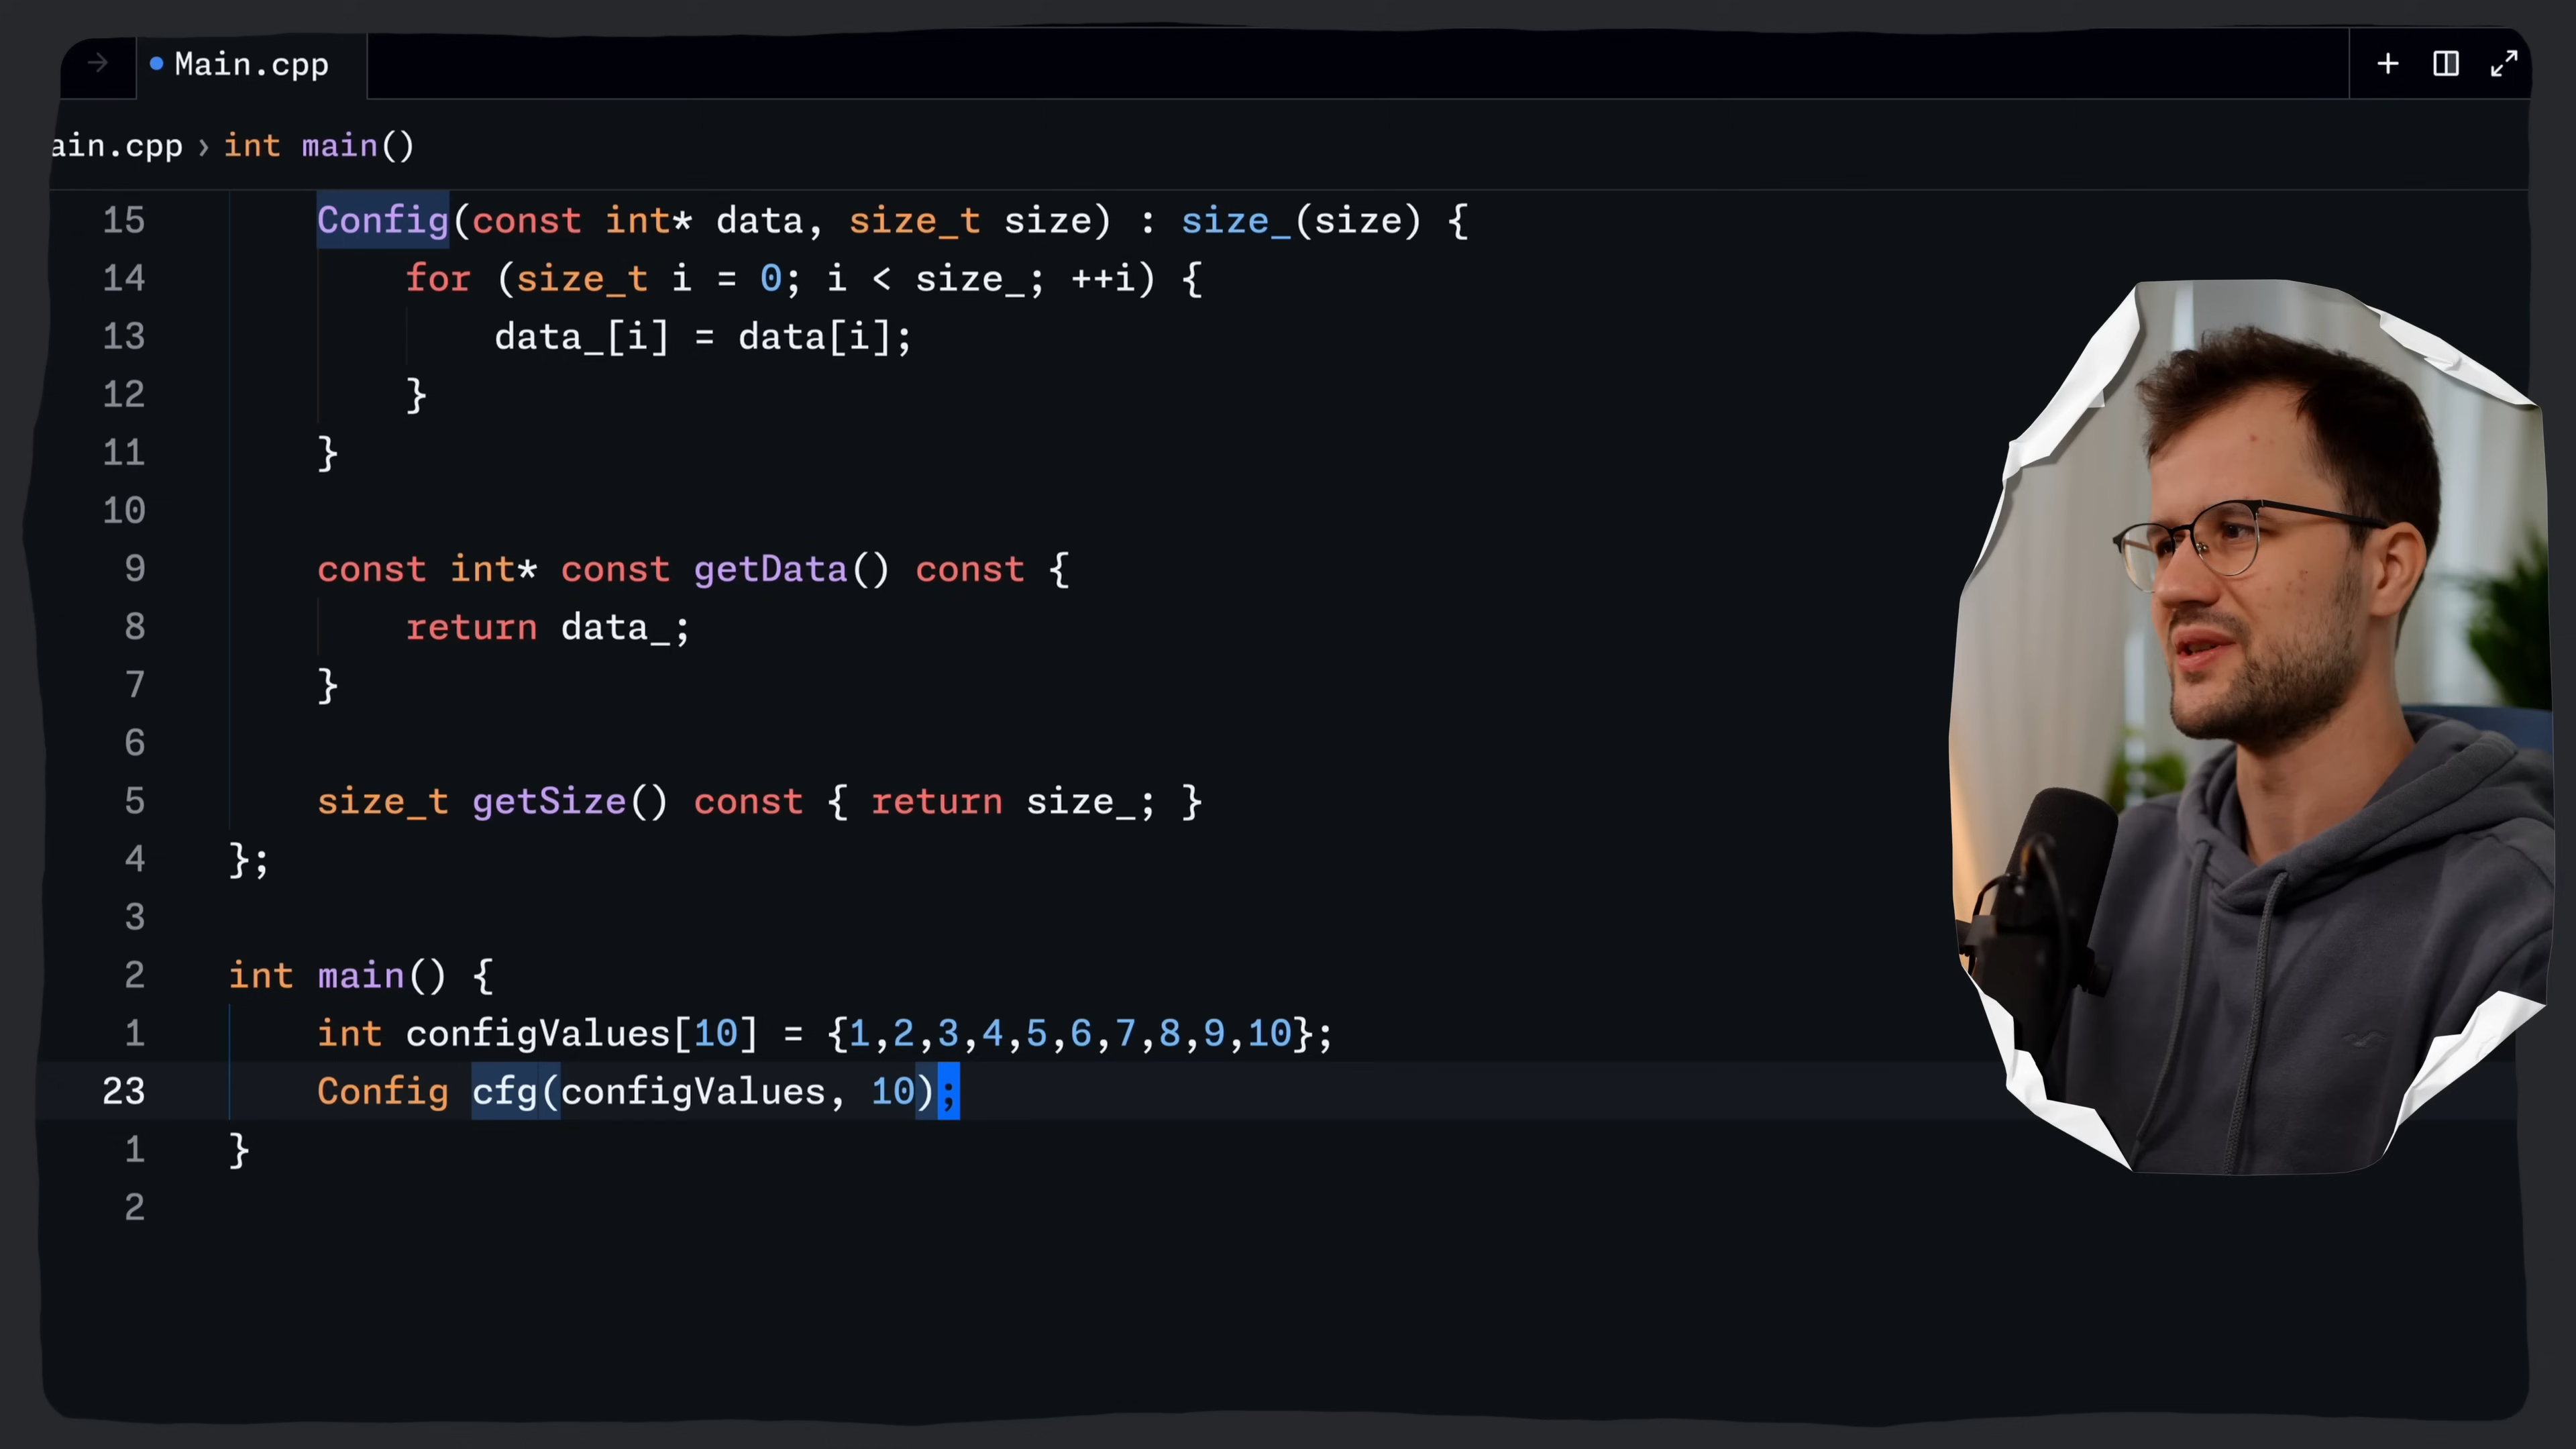 Main.cpp
ain.cpp › int main()
15 Config(const int* data, size_t size) : size_(size) {
14 for (size_t i = 0; i < size_; ++i) {
13 data_[i] = data[i];
12 }
11 }
10
9 const int* const getData() const {
8 return data_;
7 }
6
5 size_t getSize() const { return size_; }
4 };
3
2 int main() {
1 int configValues[10] = {1,2,3,4,5,6,7,8,9,10};
23 Config cfg(configValues, 10);
1 }
2